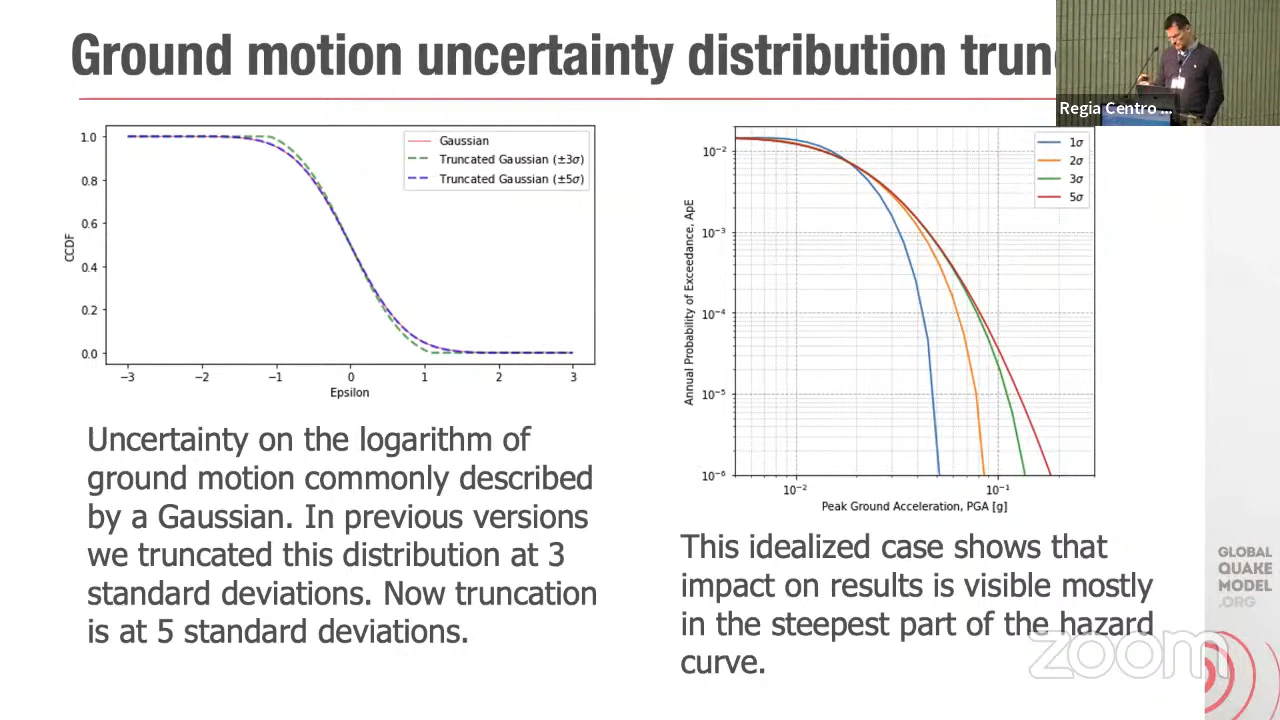 Ground motion uncertainty distribution trun
Regia Centro ...
1.0
0.8
0.6
0.4
0.2
0.0
CCDF
−3
−2
−1
0
1
2
3
Epsilon
Gaussian
Truncated Gaussian (±3σ)
Truncated Gaussian (±5σ)
10⁻²
10⁻³
10⁻⁴
10⁻⁵
10⁻⁶
Annual Probability of Exceedance, ApE
10⁻²
10⁻¹
Peak Ground Acceleration, PGA [g]
1σ
2σ
3σ
5σ
Uncertainty on the logarithm of
ground motion commonly described
by a Gaussian. In previous versions
we truncated this distribution at 3
standard deviations. Now truncation
is at 5 standard deviations.
This idealized case shows that
impact on results is visible mostly
in the steepest part of the hazard
curve.
GLOBAL
QUAKE
MODEL
.ORG
zoom